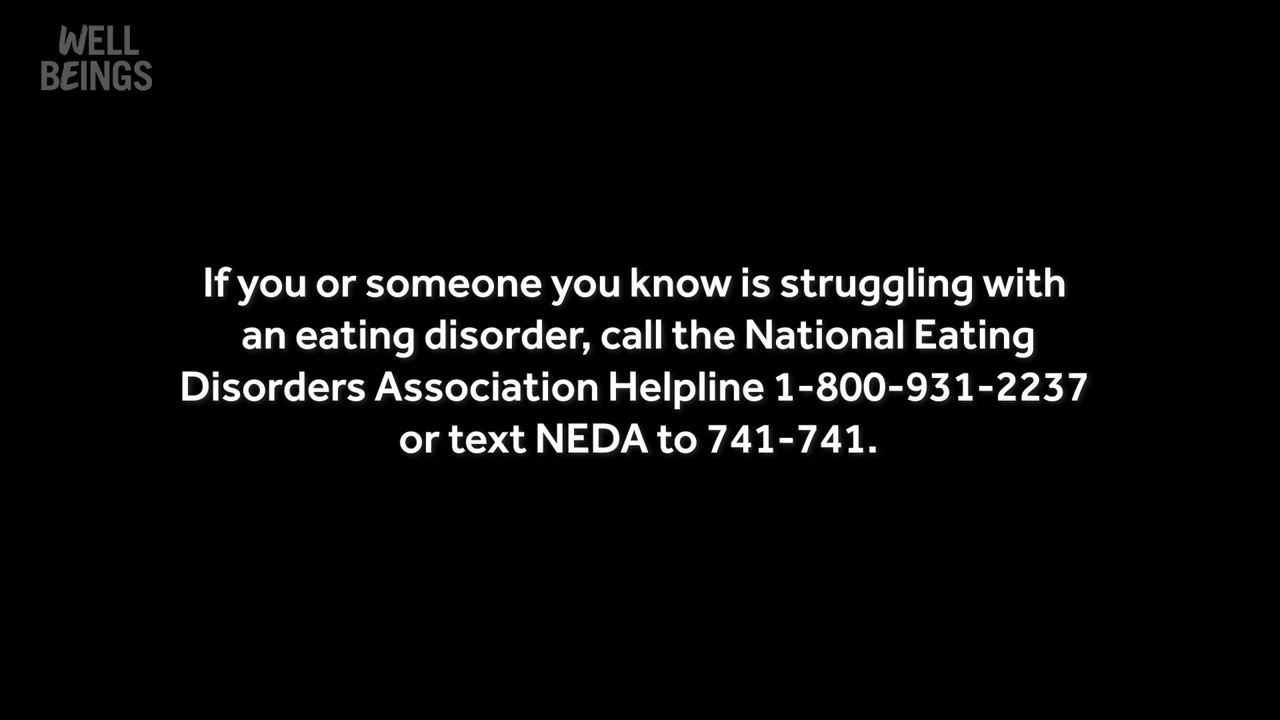 WELL
BEINGS
If you or someone you know is struggling with
an eating disorder, call the National Eating
Disorders Association Helpline 1-800-931-2237
or text NEDA to 741-741.